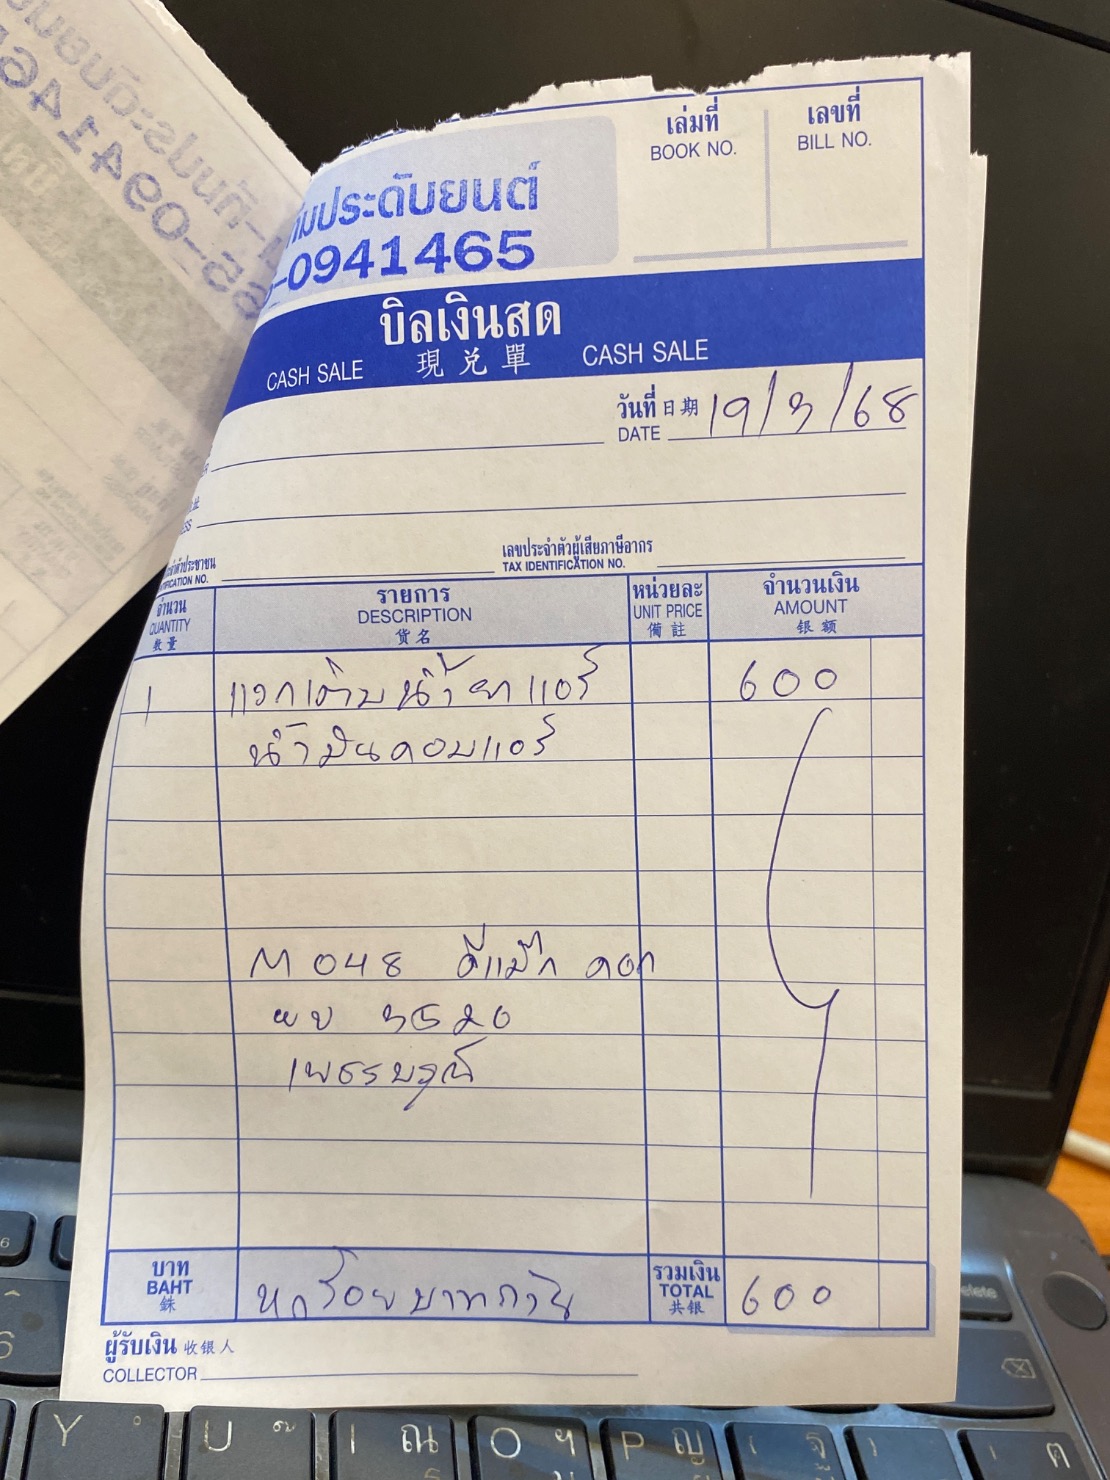 เล่มที่ เลขที่
BOOK NO. BILL NO.
ประดับยนต์
-0941465
บิลเงินสด
CASH SALE 現兑單 CASH SALE
วันที่ 日期 19/3/68
DATE
เลขประจำตัวผู้เสียภาษีอากร
TAX IDENTIFICATION NO.
จำนวน รายการ หน่วยละ จำนวนเงิน
QUANTITY DESCRIPTION UNIT PRICE AMOUNT
数量 貨名 備註 银额
1 แวกเติมน้ำยาแอร์ 600
น้ำมันคอมแอร์
M048 ดีแม็ก
ผบ 3520
เพชรบูรณ์
บาท หกร้อยบาทถ้วน รวมเงิน 600
BAHT TOTAL
銖 共银
ผู้รับเงิน 收银人
COLLECTOR